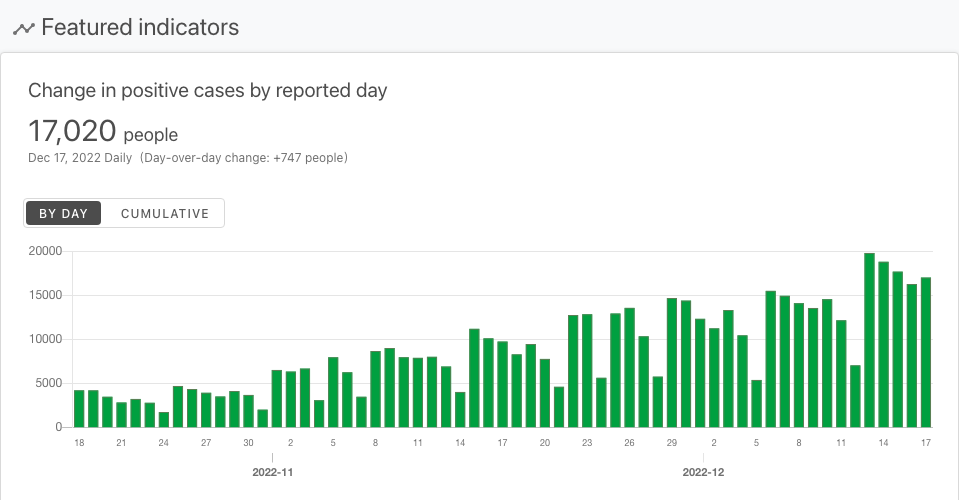 Featured indicators
Change in positive cases by reported day
17,020 people
Dec 17, 2022 Daily (Day-over-day change: +747 people)
BY DAY CUMULATIVE
20000
15000
10000
5000
0
18 21 24 27 30 2 5 8 11 14 17 20 23 26 29 2 5 8 11 14 17
2022-11 2022-12